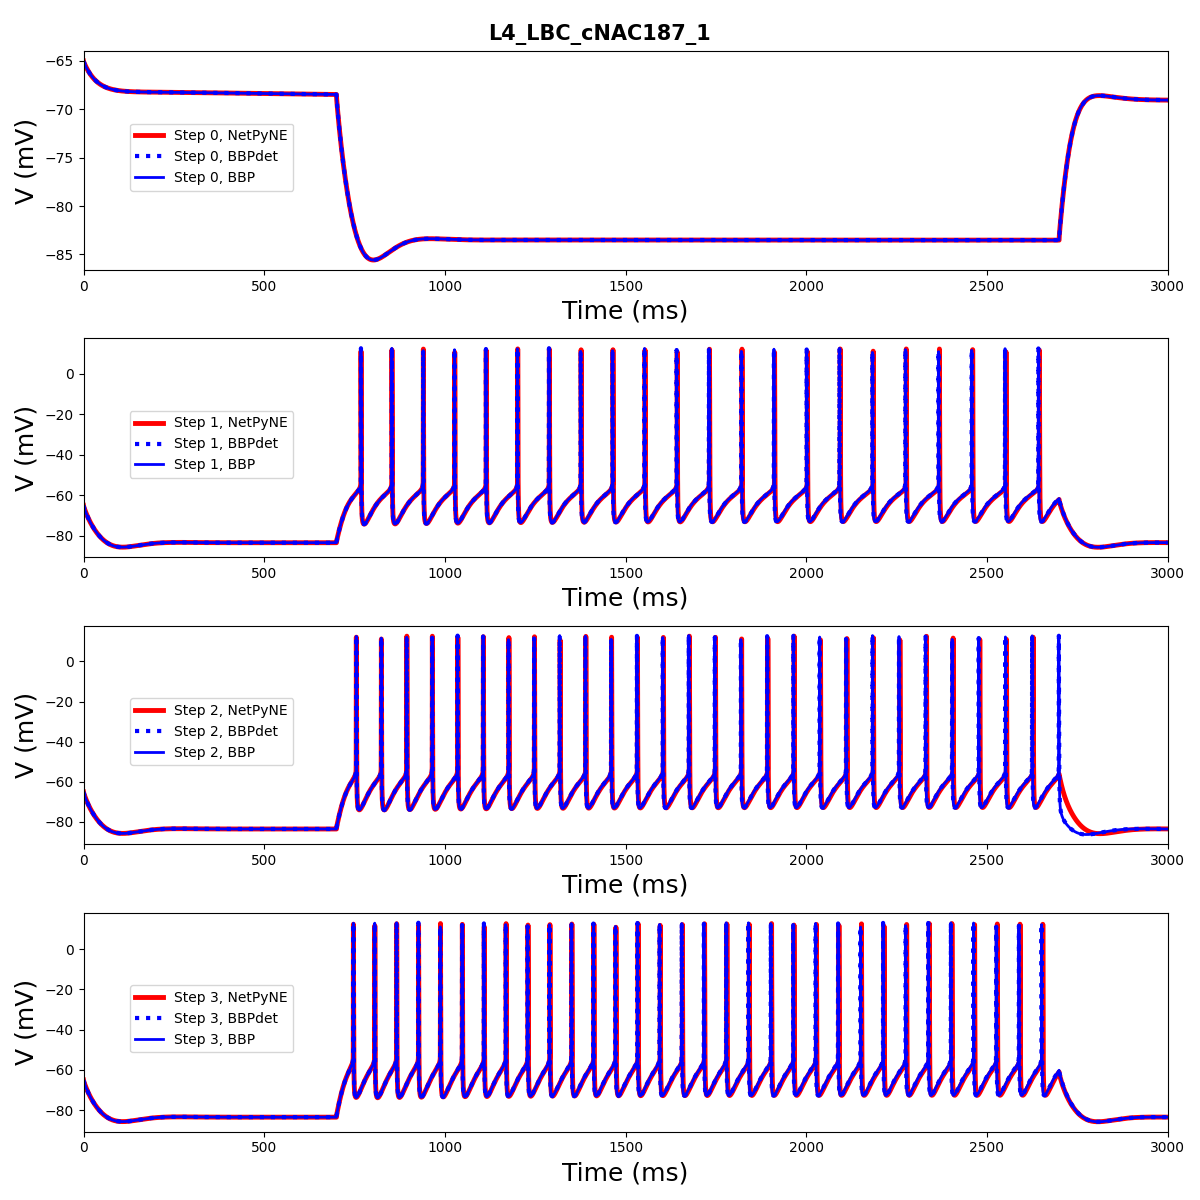 L4_LBC_cNAC187_1
−65
−70
−75
−80
−85
V (mV)
Step 0, NetPyNE
Step 0, BBPdet
Step 0, BBP
0 500 1000 1500 2000 2500 3000
Time (ms)
0
−20
−40
−60
−80
V (mV)
Step 1, NetPyNE
Step 1, BBPdet
Step 1, BBP
0 500 1000 1500 2000 2500 3000
Time (ms)
0
−20
−40
−60
−80
V (mV)
Step 2, NetPyNE
Step 2, BBPdet
Step 2, BBP
0 500 1000 1500 2000 2500 3000
Time (ms)
0
−20
−40
−60
−80
V (mV)
Step 3, NetPyNE
Step 3, BBPdet
Step 3, BBP
0 500 1000 1500 2000 2500 3000
Time (ms)